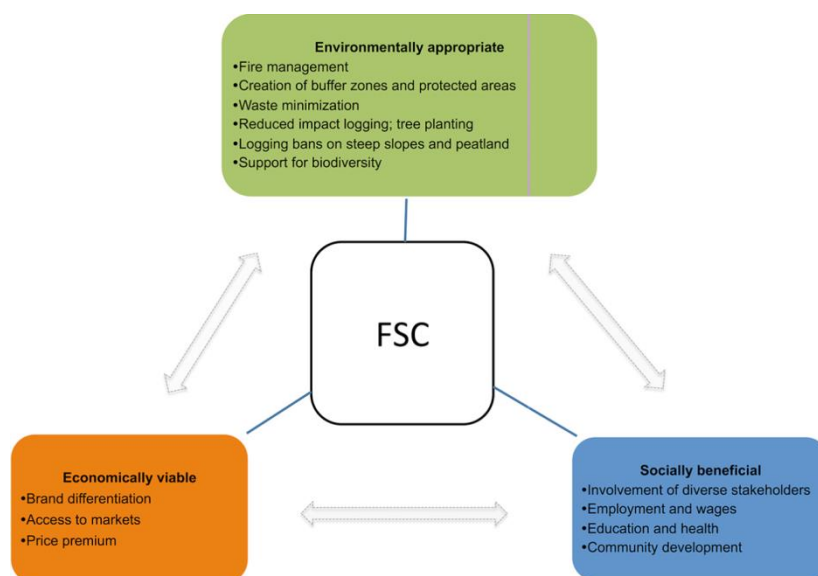 Environmentally appropriate
•Fire management
•Creation of buffer zones and protected areas
•Waste minimization
•Reduced impact logging; tree planting
•Logging bans on steep slopes and peatland
•Support for biodiversity
FSC
Economically viable
•Brand differentiation
•Access to markets
•Price premium
Socially beneficial
•Involvement of diverse stakeholders
•Employment and wages
•Education and health
•Community development